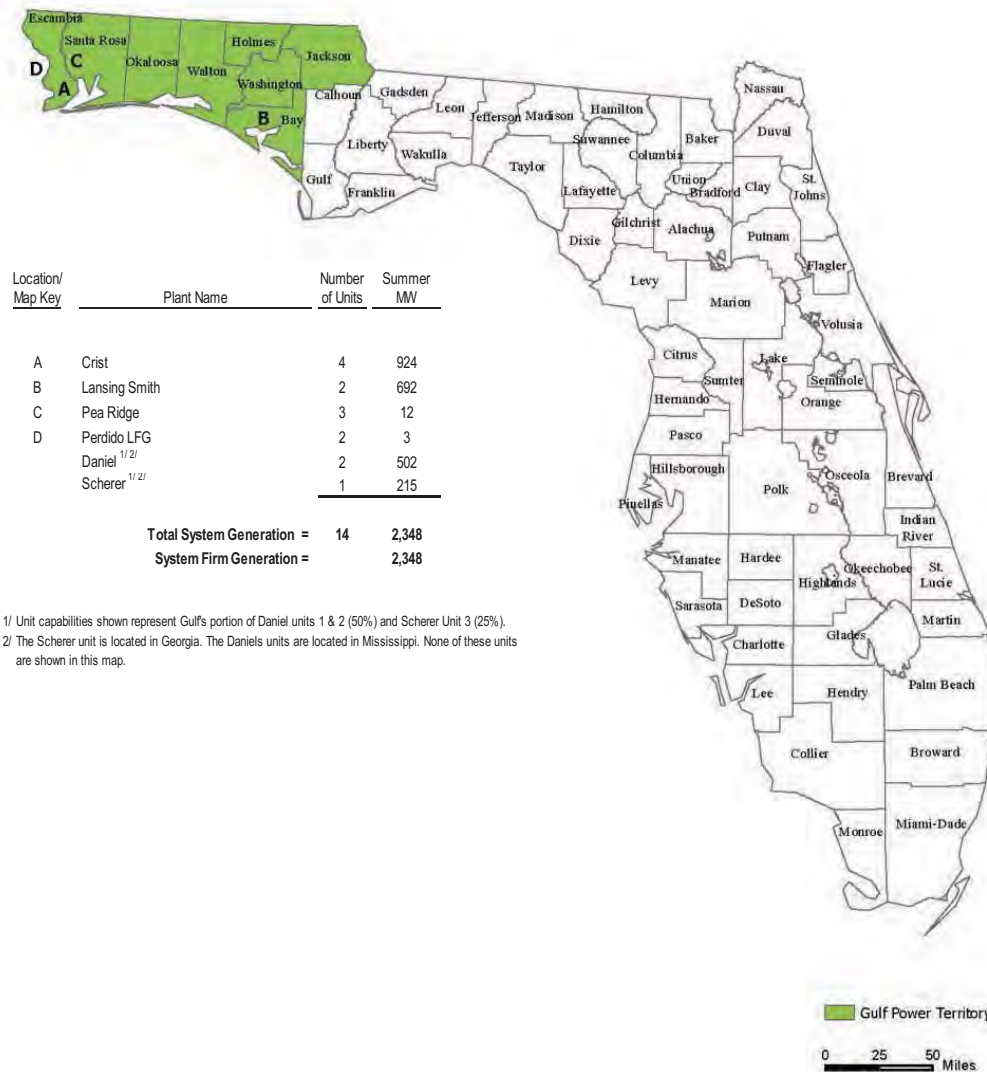 Escambia
Santa Rosa
Holmes
Jackson
Okaloosa
Walton
Washington
D
C
A
B
Bay
Calhoun
Gadsden
Leon
Jefferson
Madison
Hamilton
Nassau
Duval
Baker
Suwannee
Columbia
Liberty
Wakulla
Taylor
Union
Bradford
Clay
St.
Johns
Gulf
Franklin
Lafayette
Gilchrist
Alachua
Putnam
Dixie
Flagler
Levy
Marion
Volusia
Citrus
Lake
Sumter
Seminole
Hernando
Orange
Pasco
Hillsborough
Polk
Osceola
Brevard
Pinellas
Indian
River
Manatee
Hardee
Okeechobee
St.
Lucie
Highlands
Sarasota
DeSoto
Martin
Charlotte
Glades
Lee
Hendry
Palm Beach
Collier
Broward
Monroe
Miami-Dade
Location/ Number Summer
Map Key Plant Name of Units MW
A Crist 4 924
B Lansing Smith 2 692
C Pea Ridge 3 12
D Perdido LFG 2 3
Daniel 1/ 2/ 2 502
Scherer 1/ 2/ 1 215
Total System Generation = 14 2,348
System Firm Generation = 2,348
1/ Unit capabilities shown represent Gulf's portion of Daniel units 1 & 2 (50%) and Scherer Unit 3 (25%).
2/ The Scherer unit is located in Georgia. The Daniels units are located in Mississippi. None of these units
are shown in this map.
Gulf Power Territory
0 25 50 Miles